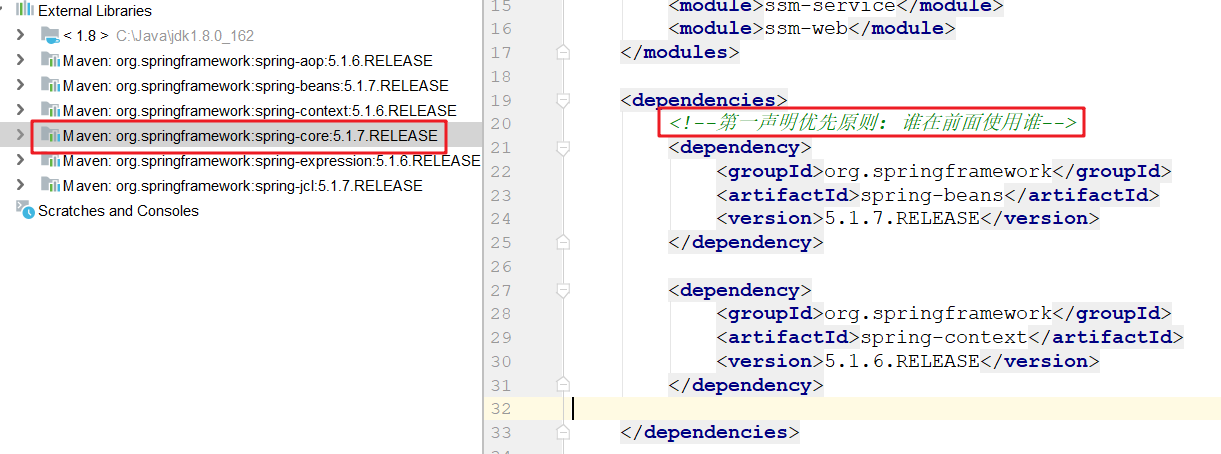 External Libraries
< 1.8 > C:\Java\jdk1.8.0_162
Maven: org.springframework:spring-aop:5.1.6.RELEASE
Maven: org.springframework:spring-beans:5.1.7.RELEASE
Maven: org.springframework:spring-context:5.1.6.RELEASE
Maven: org.springframework:spring-core:5.1.7.RELEASE
Maven: org.springframework:spring-expression:5.1.6.RELEASE
Maven: org.springframework:spring-jcl:5.1.7.RELEASE
Scratches and Consoles
15 <module>ssm-service</module>
16 <module>ssm-web</module>
17 </modules>
18
19 <dependencies>
20 <!--第一声明优先原则：谁在前面使用谁-->
21 <dependency>
22 <groupId>org.springframework</groupId>
23 <artifactId>spring-beans</artifactId>
24 <version>5.1.7.RELEASE</version>
25 </dependency>
26
27 <dependency>
28 <groupId>org.springframework</groupId>
29 <artifactId>spring-context</artifactId>
30 <version>5.1.6.RELEASE</version>
31 </dependency>
32
33 </dependencies>